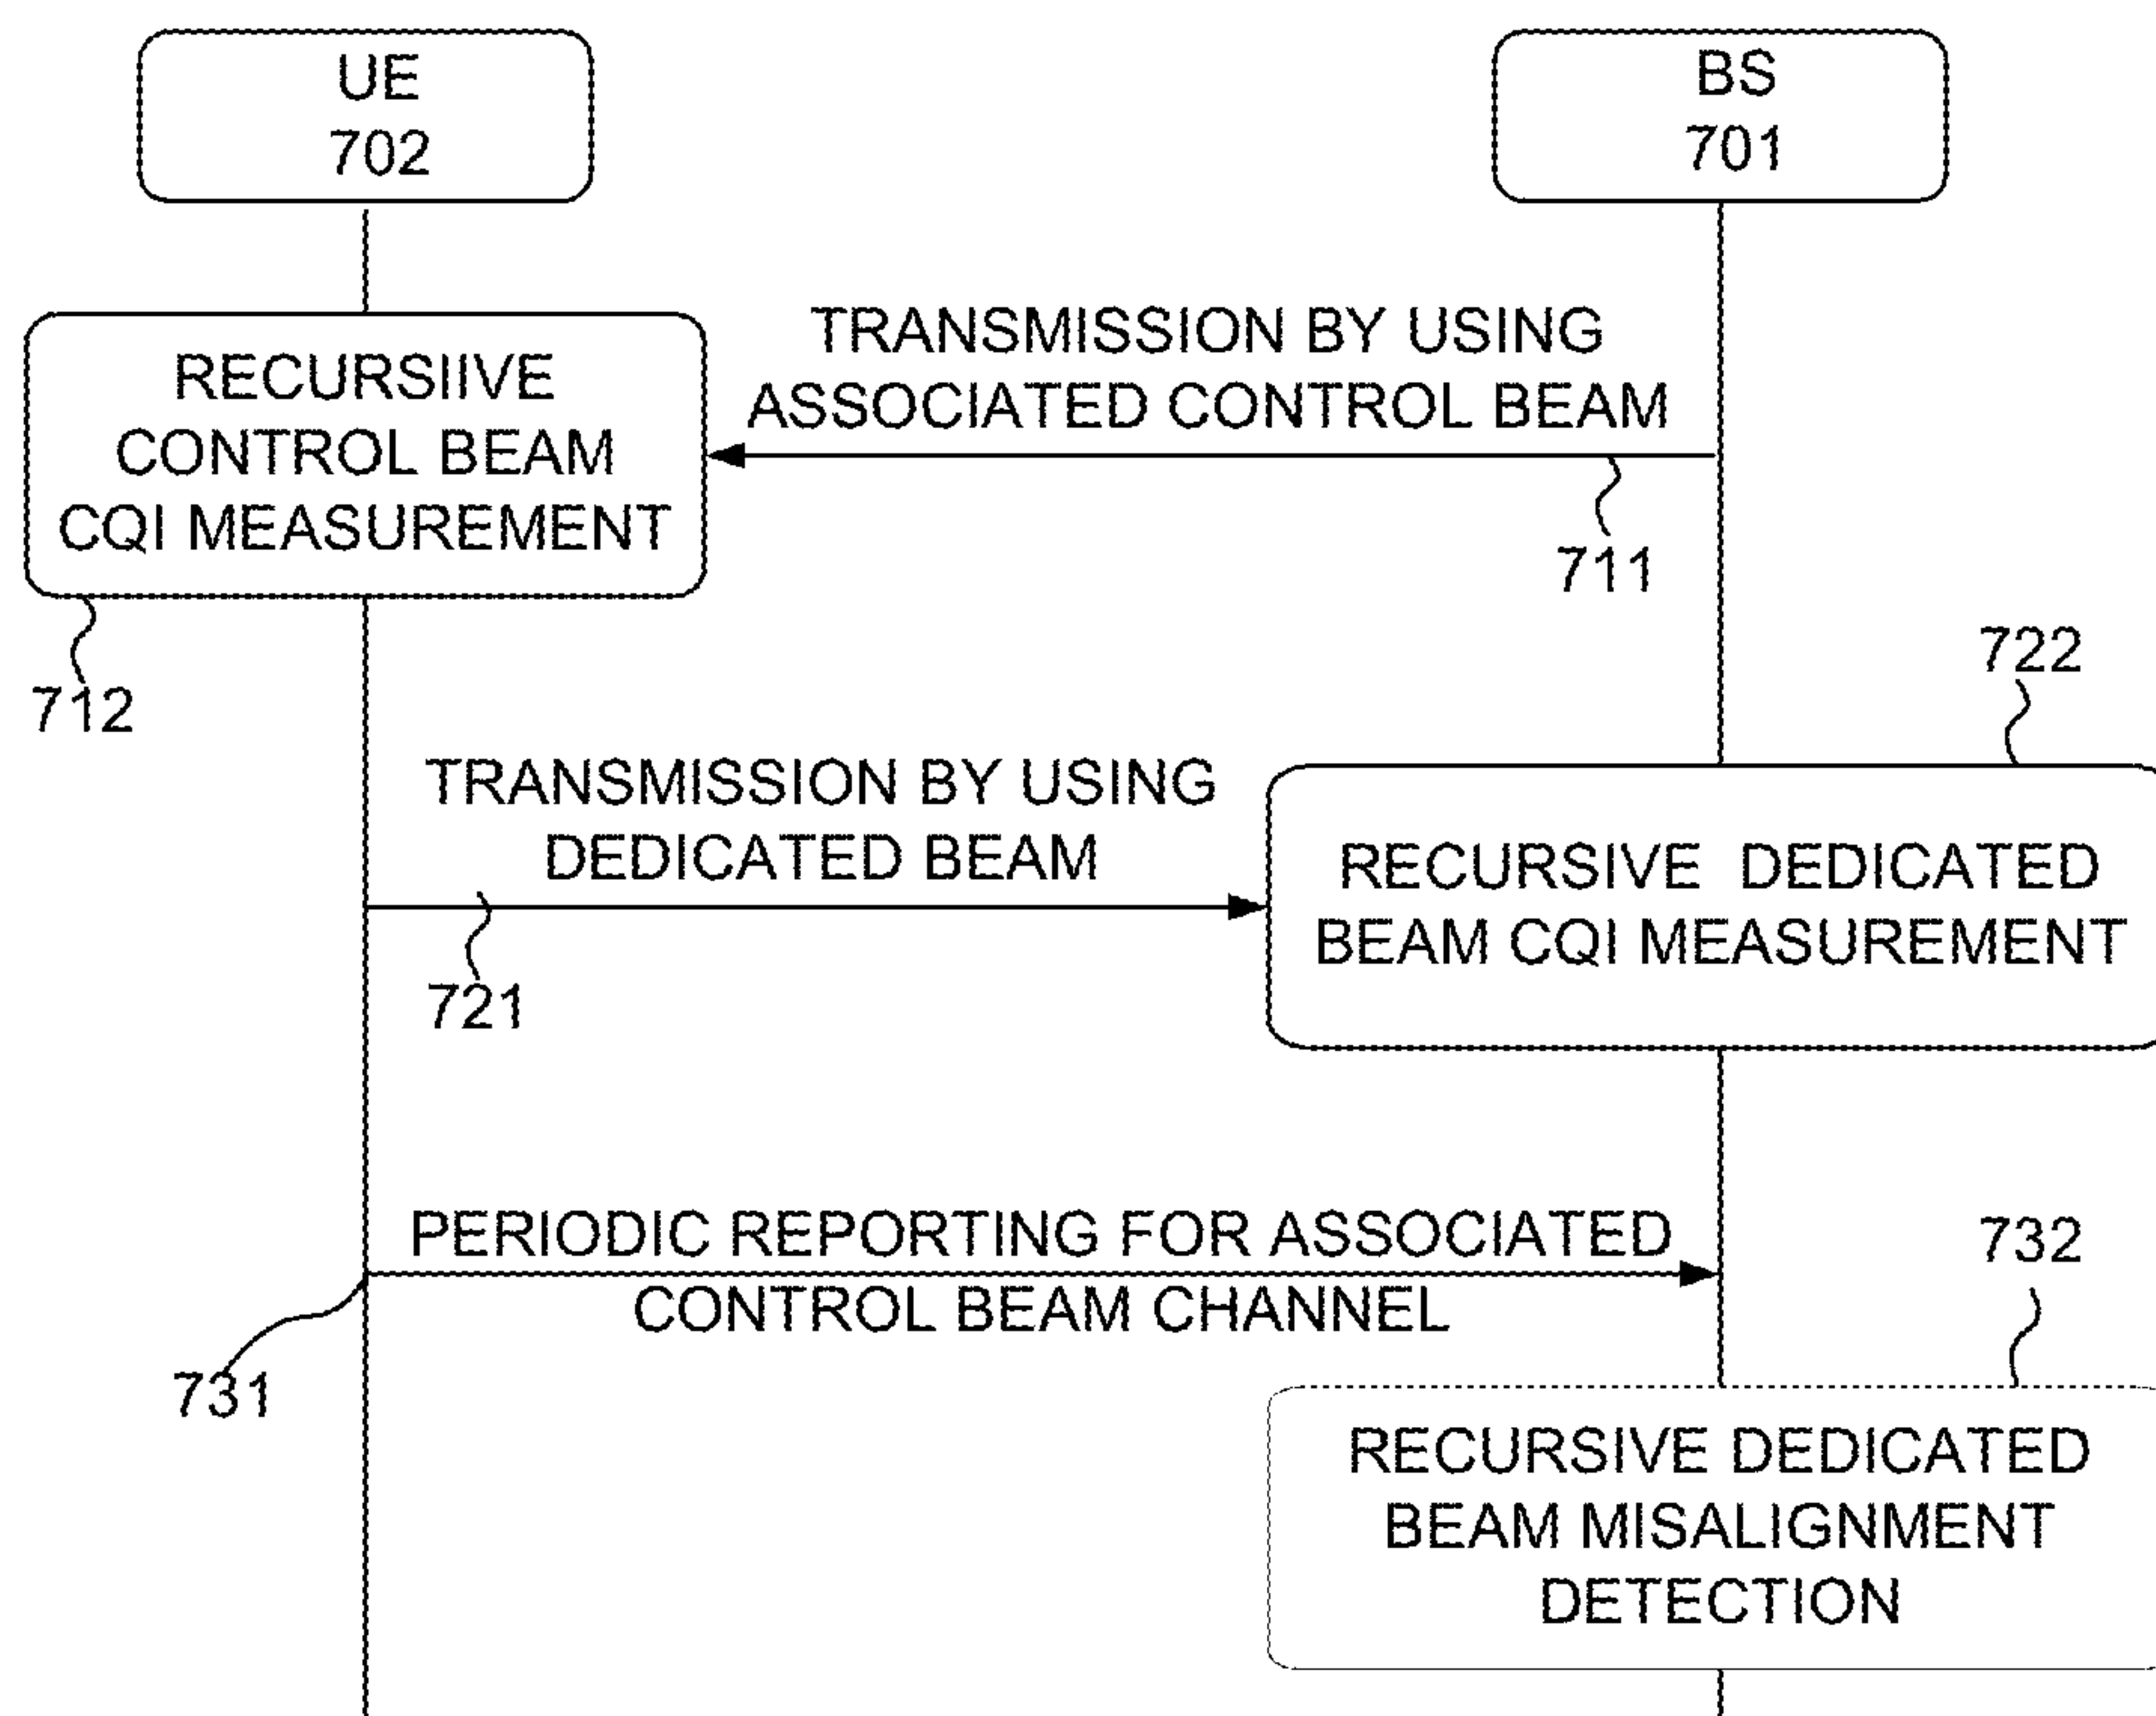 UE
702
BS
701
TRANSMISSION BY USING
ASSOCIATED CONTROL BEAM
711
RECURSIIVE
CONTROL BEAM
CQI MEASUREMENT
712
722
TRANSMISSION BY USING
DEDICATED BEAM
721
RECURSIVE DEDICATED
BEAM CQI MEASUREMENT
PERIODIC REPORTING FOR ASSOCIATED
CONTROL BEAM CHANNEL
731
732
RECURSIVE DEDICATED
BEAM MISALIGNMENT
DETECTION